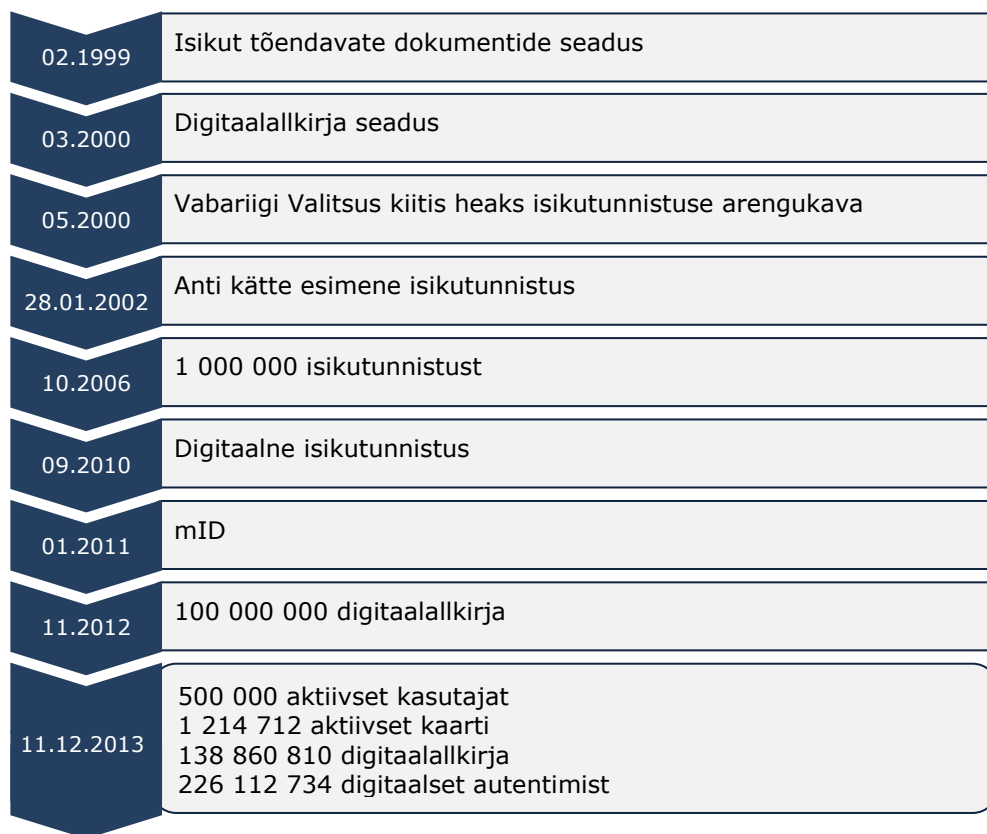 02.1999
Isikut tõendavate dokumentide seadus
03.2000
Digitaalallkirja seadus
05.2000
Vabariigi Valitsus kiitis heaks isikutunnistuse arengukava
28.01.2002
Anti kätte esimene isikutunnistus
10.2006
1 000 000 isikutunnistust
09.2010
Digitaalne isikutunnistus
01.2011
mID
11.2012
100 000 000 digitaalallkirja
11.12.2013
500 000 aktiivset kasutajat
1 214 712 aktiivset kaarti
138 860 810 digitaalallkirja
226 112 734 digitaalset autentimist